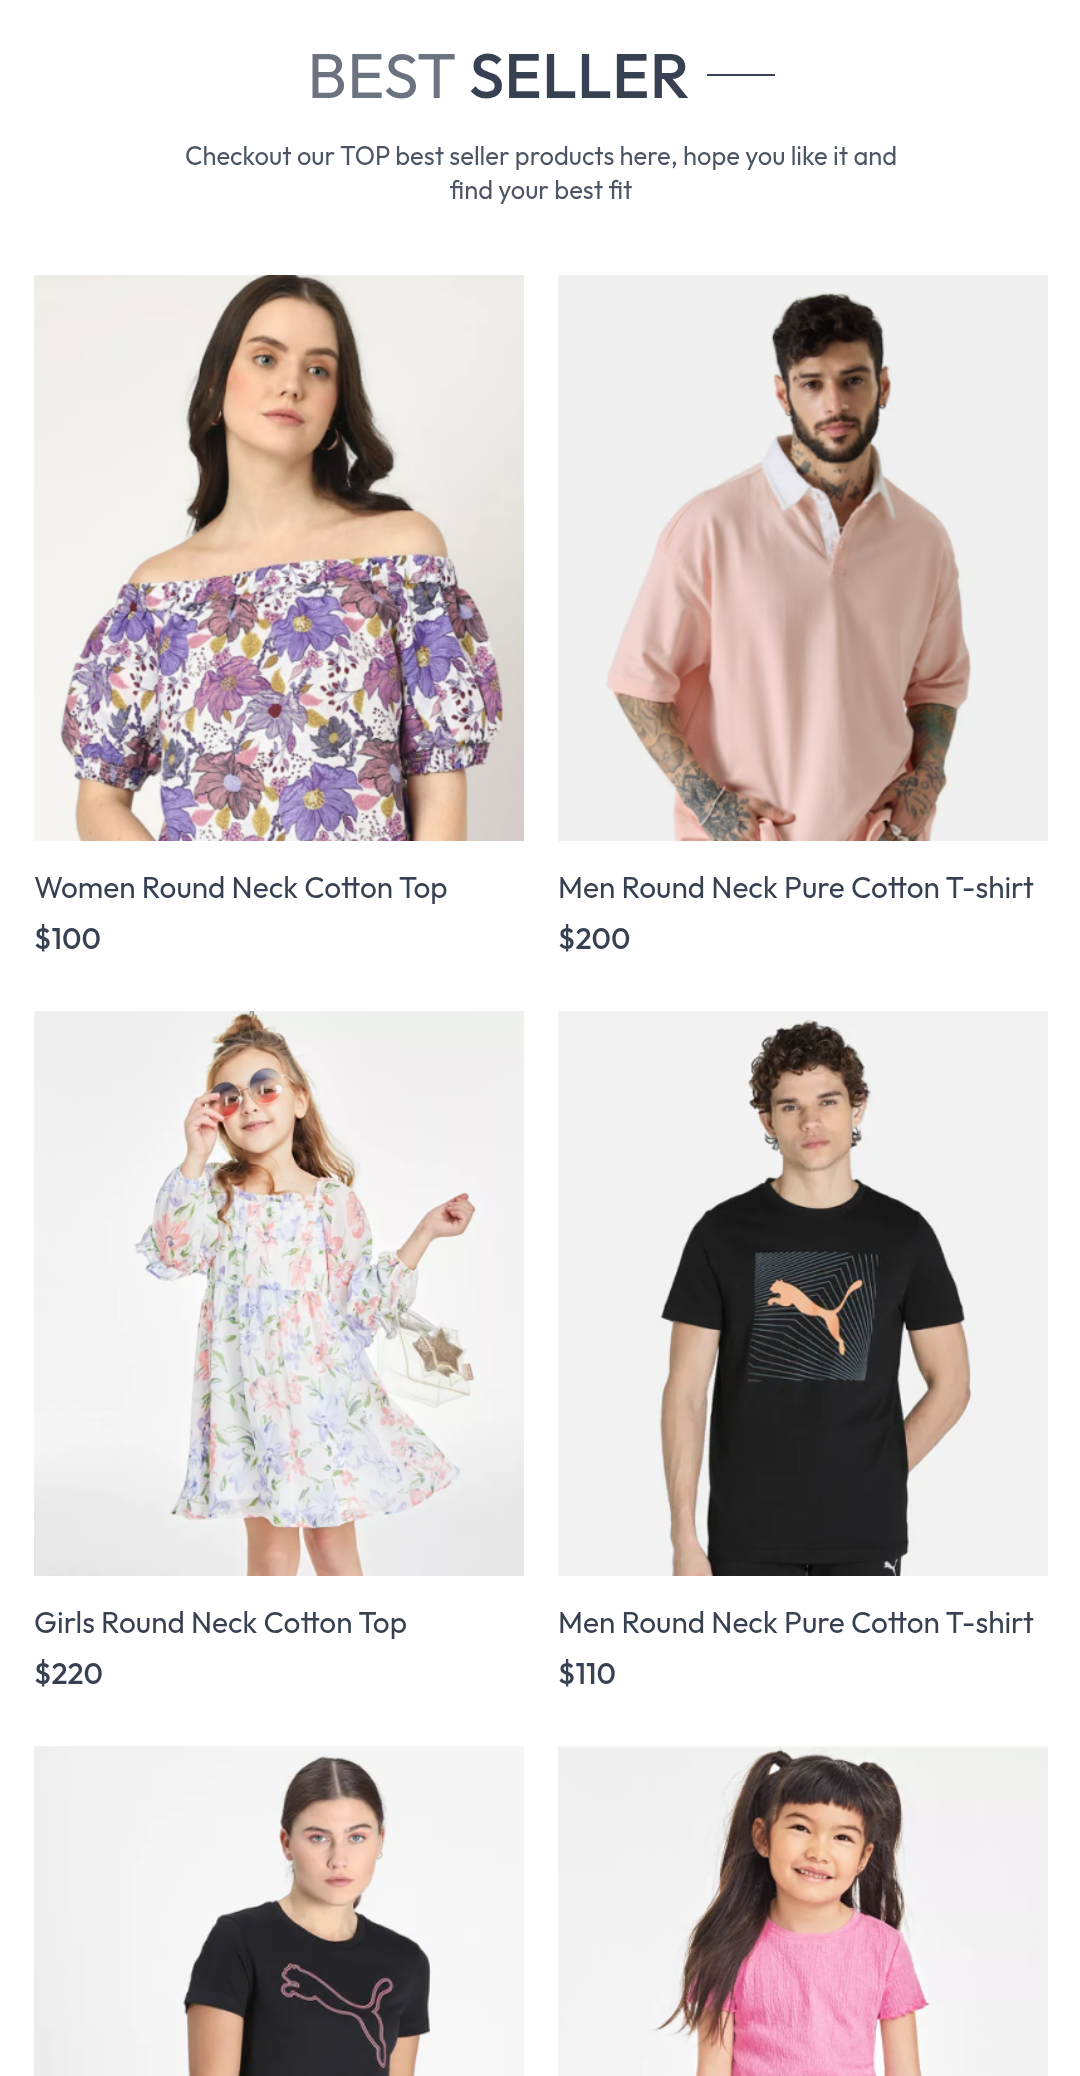 BEST SELLER
Checkout our TOP best seller products here, hope you like it and
find your best fit
Women Round Neck Cotton Top
$100
Men Round Neck Pure Cotton T-shirt
$200
Girls Round Neck Cotton Top
$220
Men Round Neck Pure Cotton T-shirt
$110